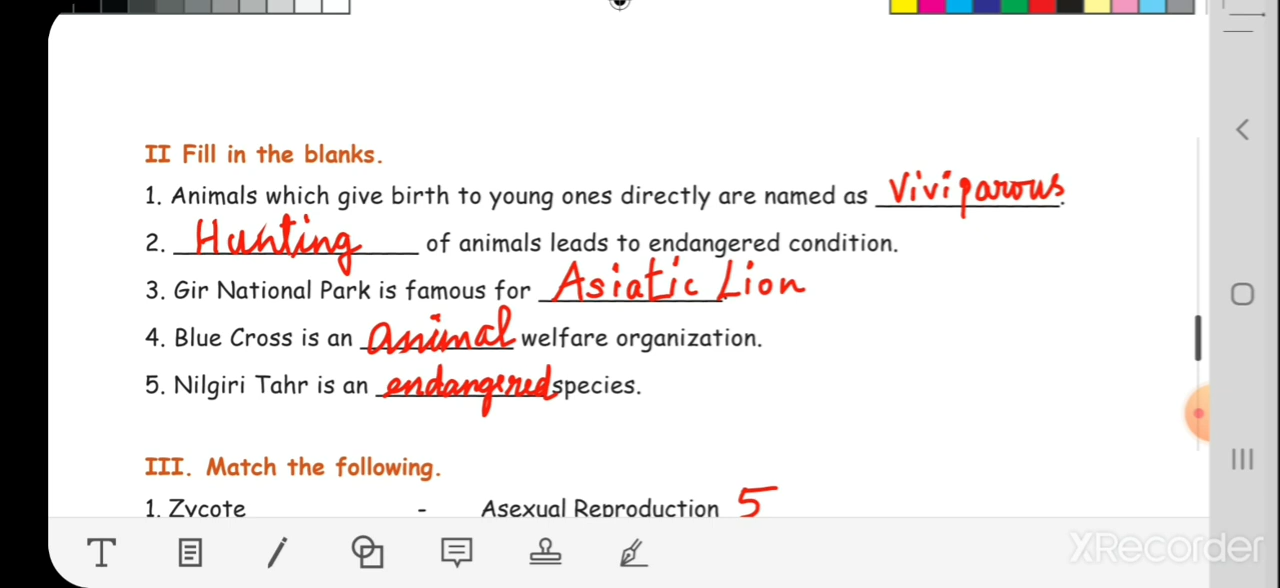 II Fill in the blanks.
1. Animals which give birth to young ones directly are named as Viviparous.
2. Hunting of animals leads to endangered condition.
3. Gir National Park is famous for Asiatic Lion
4. Blue Cross is an animal welfare organization.
5. Nilgiri Tahr is an endangered species.
III. Match the following.
1. Zycote - Asexual Reproduction 5
T
XRecorder